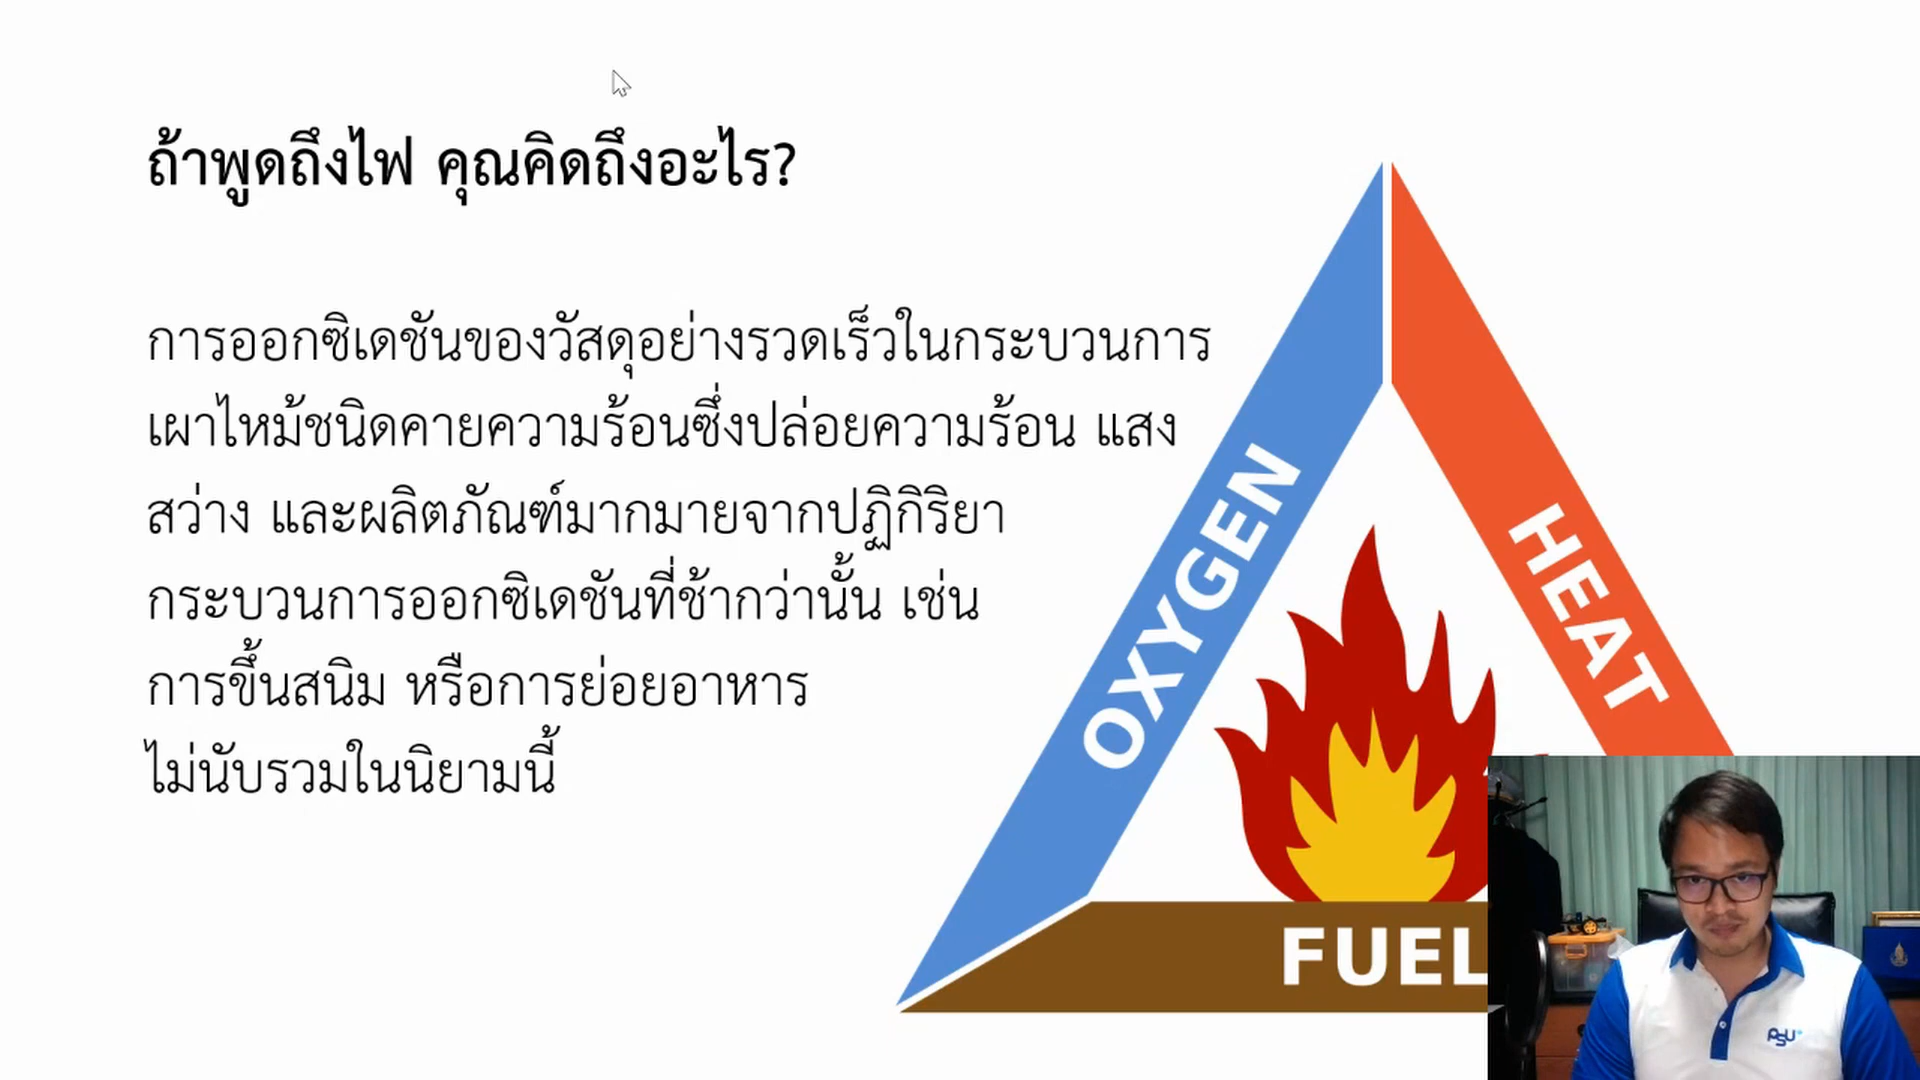 ถ้าพูดถึงไฟ คุณคิดถึงอะไร?
การออกซิเดชันของวัสดุอย่างรวดเร็วในกระบวนการ
เผาไหม้ชนิดคายความร้อนซึ่งปล่อยความร้อน แสง
สว่าง และผลิตภัณฑ์มากมายจากปฏิกิริยา
กระบวนการออกซิเดชันที่ช้ากว่านั้น เช่น
การขึ้นสนิม หรือการย่อยอาหาร
ไม่นับรวมในนิยามนี้
OXYGEN
HEAT
FUEL
PSU